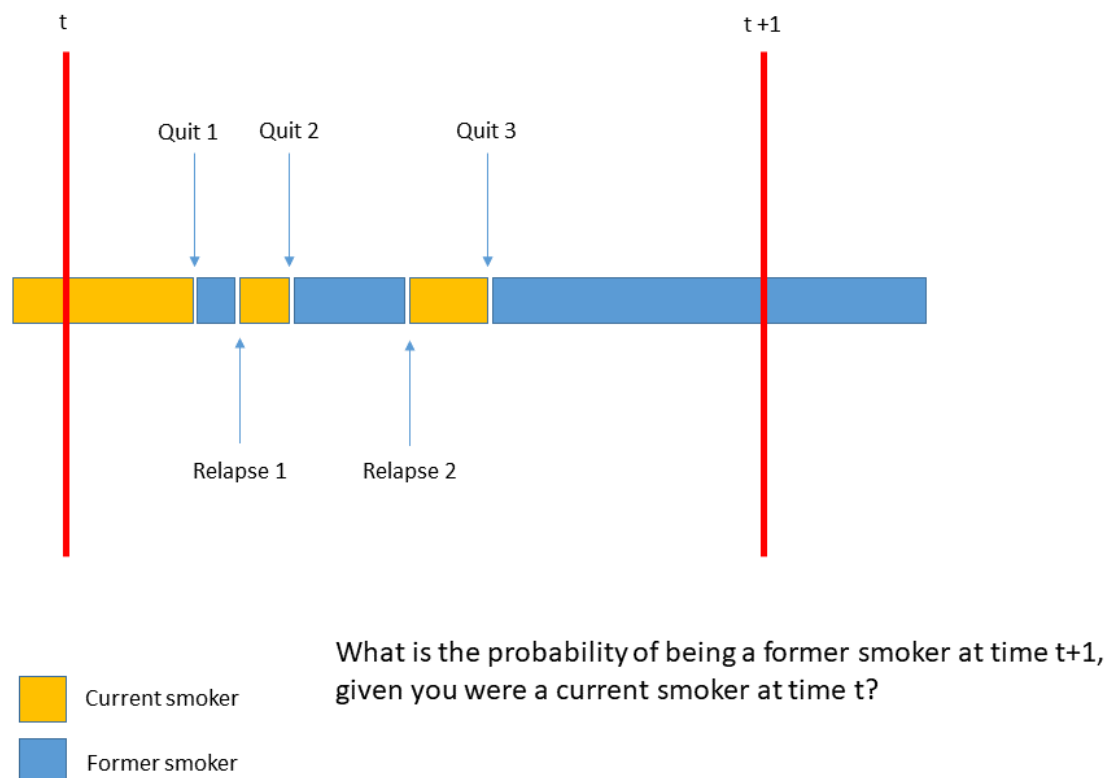 t
t +1
Quit 1
Quit 2
Quit 3
Relapse 1
Relapse 2
What is the probability of being a former smoker at time t+1,
given you were a current smoker at time t?
Current smoker
Former smoker